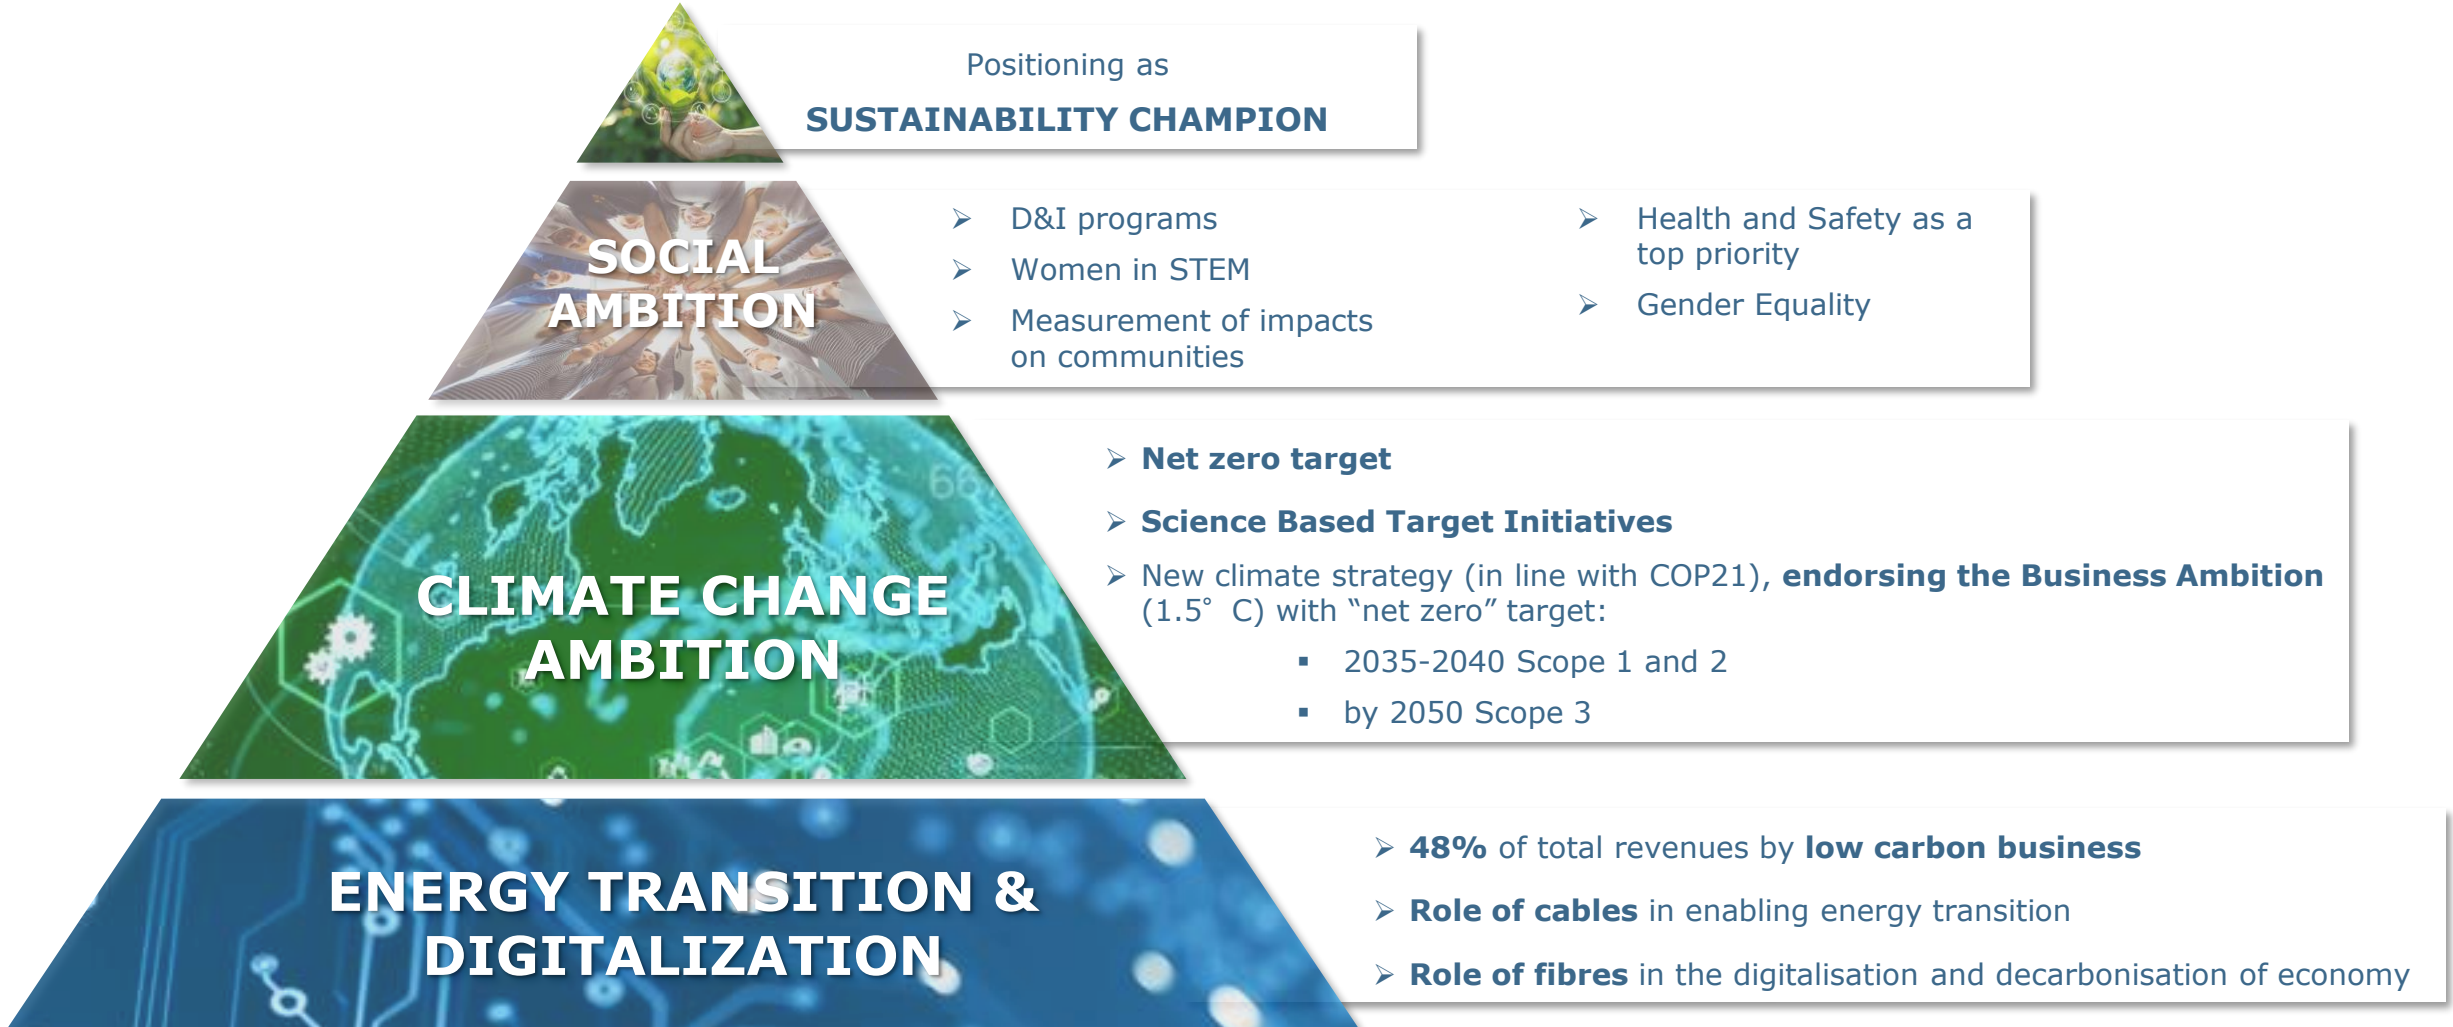 Positioning as
SUSTAINABILITY CHAMPION
SOCIAL
AMBITION
➢ D&I programs
➢ Women in STEM
➢ Measurement of impacts
on communities
➢ Health and Safety as a
top priority
➢ Gender Equality
CLIMATE CHANGE
AMBITION
➢ Net zero target
➢ Science Based Target Initiatives
➢ New climate strategy (in line with COP21), endorsing the Business Ambition
(1.5° C) with “net zero” target:
▪ 2035-2040 Scope 1 and 2
▪ by 2050 Scope 3
ENERGY TRANSITION &
DIGITALIZATION
➢ 48% of total revenues by low carbon business
➢ Role of cables in enabling energy transition
➢ Role of fibres in the digitalisation and decarbonisation of economy